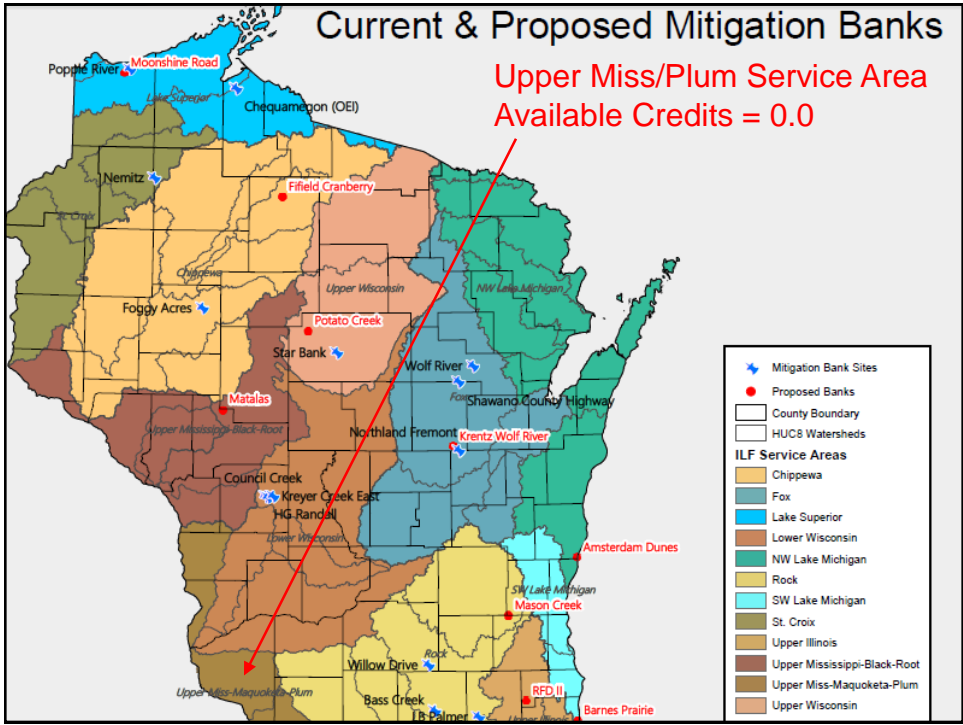 Current & Proposed Mitigation Banks
Upper Miss/Plum Service Area
Available Credits = 0.0
Popple River
Moonshine Road
Lake Superior
Chequamegon (OEI)
Nemitz
Fifield Cranberry
St. Croix
Chippewa
Upper Wisconsin
NW Lake Michigan
Foggy Acres
Potato Creek
Star Bank
Wolf River
Fox
Shawano County Highway
Matalas
Upper Mississippi-Black-Root
Northland Fremont
Krentz Wolf River
Council Creek
Kreyer Creek East
HG Randall
Lower Wisconsin
Amsterdam Dunes
SW Lake Michigan
Mason Creek
Rock
Willow Drive
Upper Miss-Maquoketa-Plum
Bass Creek
RFD II
LB Palmer
Upper Illinois
Barnes Prairie
Mitigation Bank Sites
Proposed Banks
County Boundary
HUC8 Watersheds
ILF Service Areas
Chippewa
Fox
Lake Superior
Lower Wisconsin
NW Lake Michigan
Rock
SW Lake Michigan
St. Croix
Upper Illinois
Upper Mississippi-Black-Root
Upper Miss-Maquoketa-Plum
Upper Wisconsin